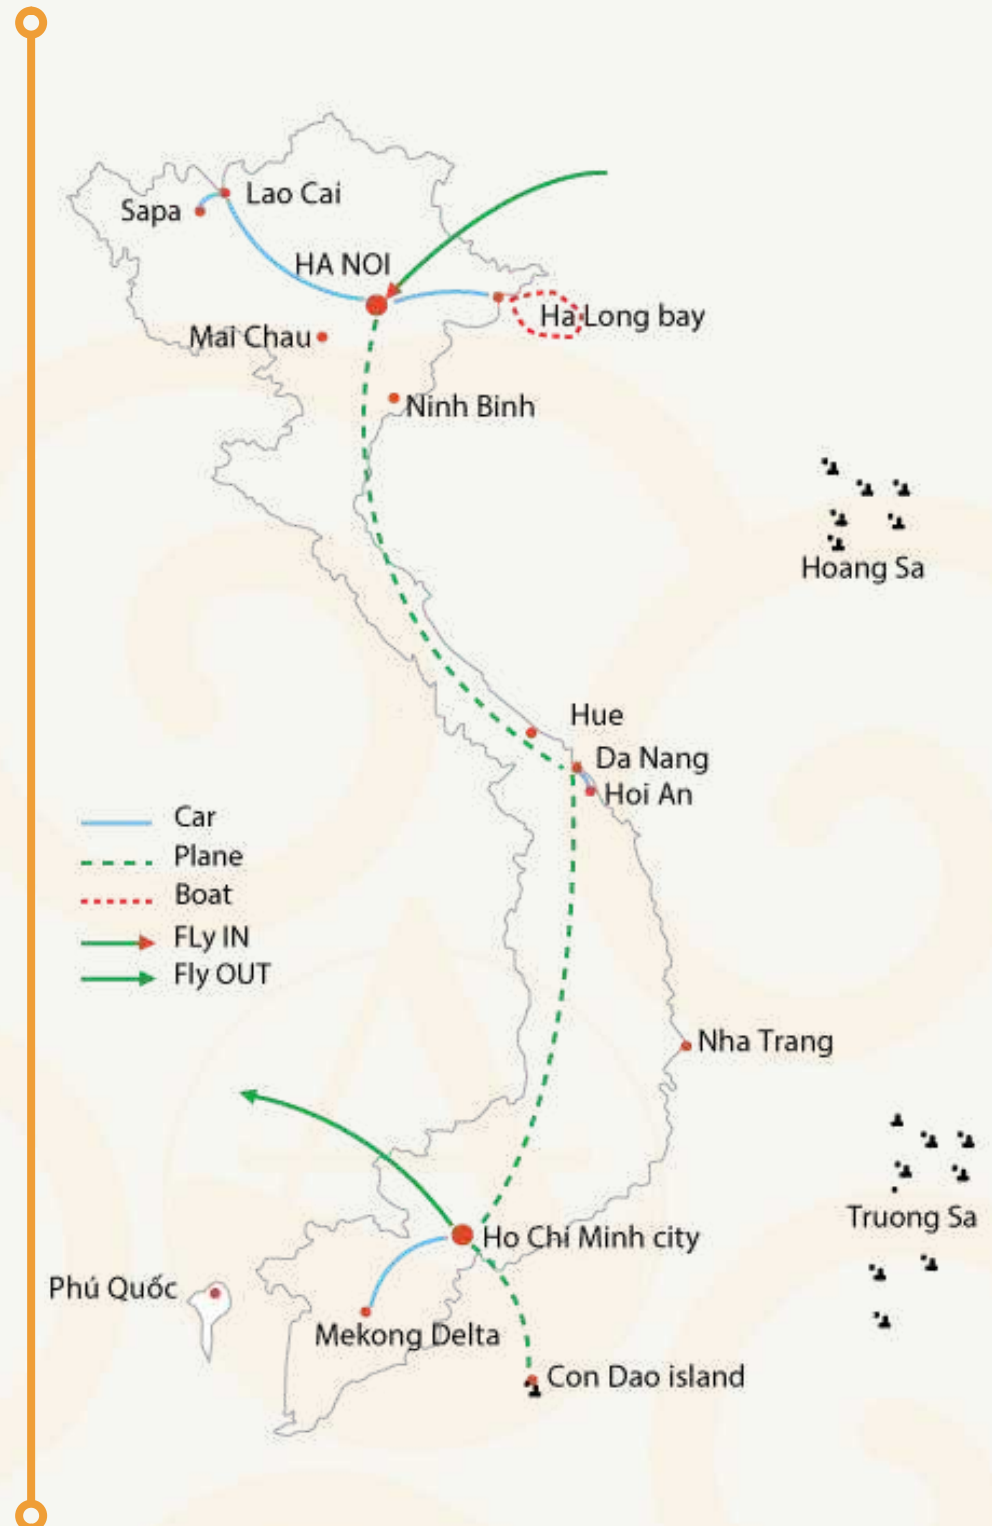 Lao Cai
Sapa
HA NOI
Ha Long bay
Mai Chau
Ninh Binh
Hoang Sa
Hue
Da Nang
Hoi An
Car
Plane
Boat
FLy IN
Fly OUT
Nha Trang
Truong Sa
Ho Chí Minh city
Phú Quốc
Mekong Delta
Con Dao island